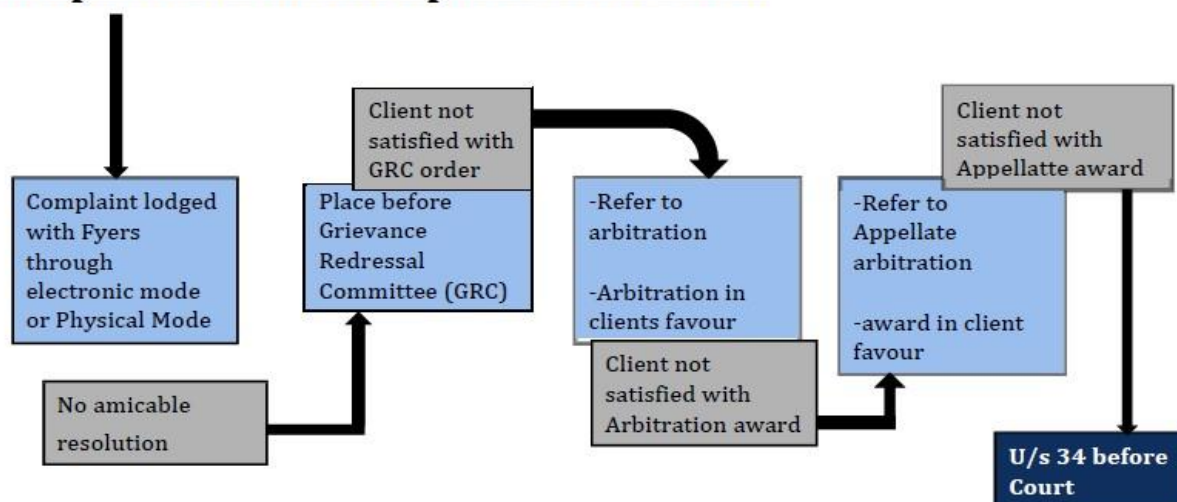 Complaint lodged
with Fyers
through
electronic mode
or Physical Mode
No amicable
resolution
Client not
satisfied with
GRC order
Place before
Grievance
Redressal
Committee (GRC)
-Refer to
arbitration
-Arbitration in
clients favour
Client not
satisfied with
Arbitration award
-Refer to
Appellate
arbitration
-award in client
favour
Client not
satisfied with
Appellatte award
U/s 34 before
Court